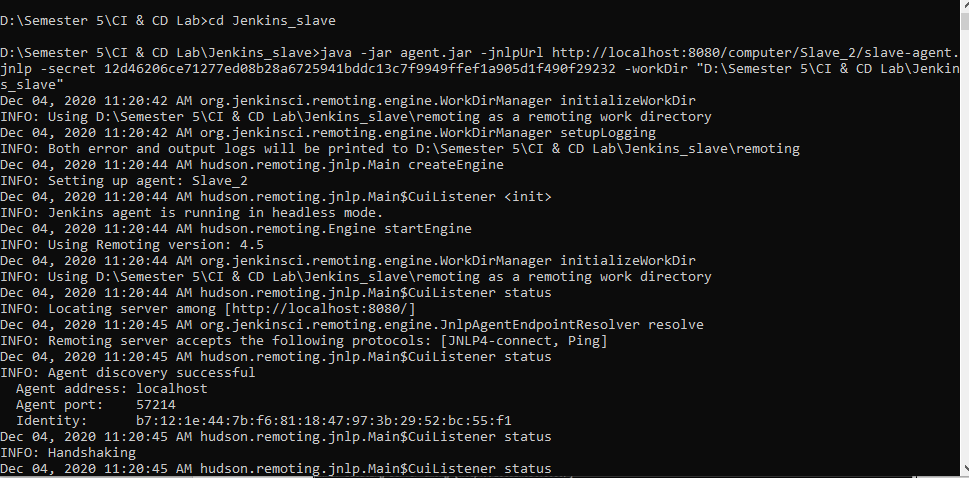 D:\Semester 5\CI & CD Lab>cd Jenkins_slave
D:\Semester 5\CI & CD Lab\Jenkins_slave>java -jar agent.jar -jnlpUrl http://localhost:8080/computer/Slave_2/slave-agent.
jnlp -secret 12d46206ce71277ed08b28a6725941bddc13c7f9949ffef1a905d1f490f29232 -workDir "D:\Semester 5\CI & CD Lab\Jenkin
s_slave"
Dec 04, 2020 11:20:42 AM org.jenkinsci.remoting.engine.WorkDirManager initializeWorkDir
INFO: Using D:\Semester 5\CI & CD Lab\Jenkins_slave\remoting as a remoting work directory
Dec 04, 2020 11:20:42 AM org.jenkinsci.remoting.engine.WorkDirManager setupLogging
INFO: Both error and output logs will be printed to D:\Semester 5\CI & CD Lab\Jenkins_slave\remoting
Dec 04, 2020 11:20:44 AM hudson.remoting.jnlp.Main createEngine
INFO: Setting up agent: Slave_2
Dec 04, 2020 11:20:44 AM hudson.remoting.jnlp.Main$CuiListener <init>
INFO: Jenkins agent is running in headless mode.
Dec 04, 2020 11:20:44 AM hudson.remoting.Engine startEngine
INFO: Using Remoting version: 4.5
Dec 04, 2020 11:20:44 AM org.jenkinsci.remoting.engine.WorkDirManager initializeWorkDir
INFO: Using D:\Semester 5\CI & CD Lab\Jenkins_slave\remoting as a remoting work directory
Dec 04, 2020 11:20:44 AM hudson.remoting.jnlp.Main$CuiListener status
INFO: Locating server among [http://localhost:8080/]
Dec 04, 2020 11:20:45 AM org.jenkinsci.remoting.engine.JnlpAgentEndpointResolver resolve
INFO: Remoting server accepts the following protocols: [JNLP4-connect, Ping]
Dec 04, 2020 11:20:45 AM hudson.remoting.jnlp.Main$CuiListener status
INFO: Agent discovery successful
  Agent address: localhost
  Agent port:    57214
  Identity:      b7:12:1e:44:7b:f6:81:18:47:97:3b:29:52:bc:55:f1
Dec 04, 2020 11:20:45 AM hudson.remoting.jnlp.Main$CuiListener status
INFO: Handshaking
Dec 04, 2020 11:20:45 AM hudson.remoting.jnlp.Main$CuiListener status